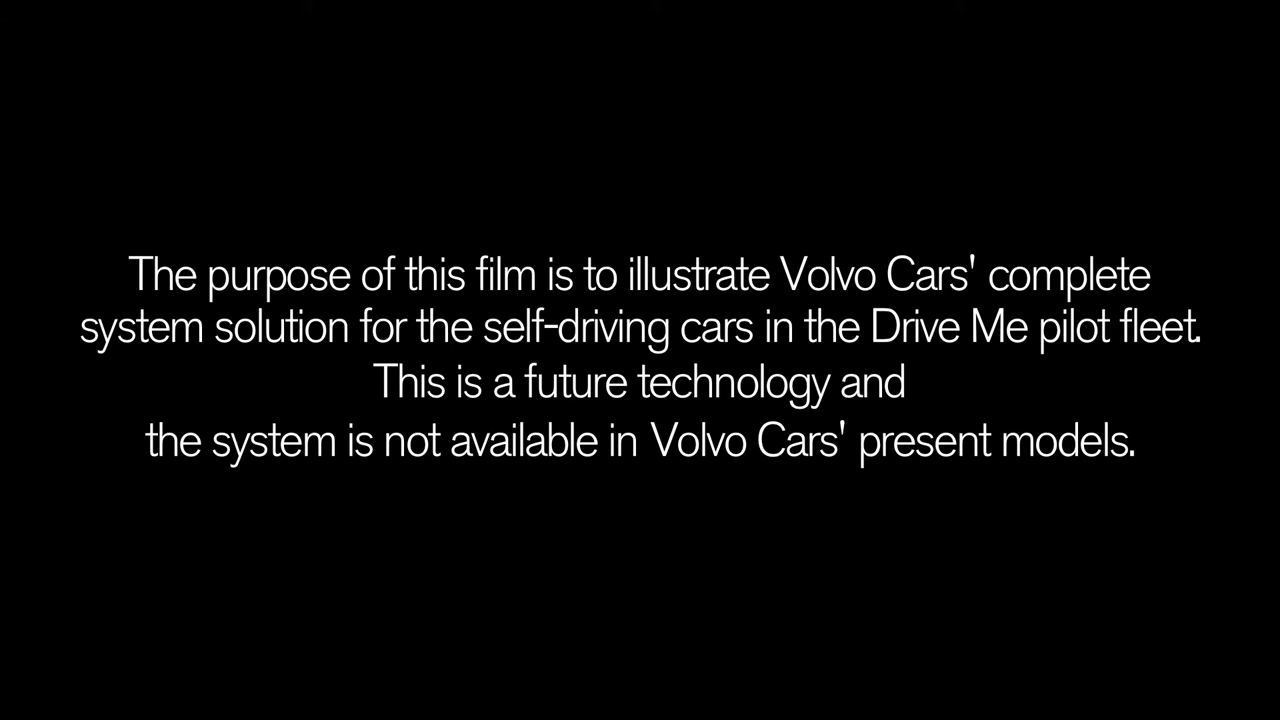 The purpose of this film is to illustrate Volvo Cars' complete
system solution for the self-driving cars in the Drive Me pilot fleet.
This is a future technology and
the system is not available in Volvo Cars' present models.